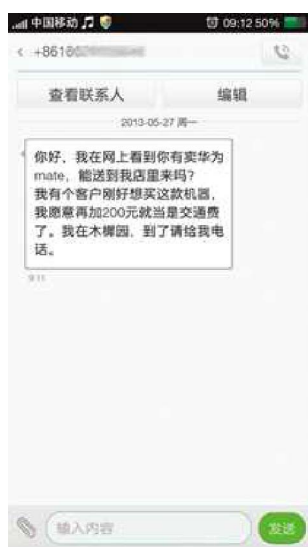 中国移动 09:12 50%
查看联系人 编辑
2013-05-27 周一
你好，我在网上看到你有卖华为
mate，能送到我店里来吗？
我有个客户刚好想买这款机器，
我愿意再加200元就当是交通费
了。我在木樨园，到了请给我电
话。
9:11
输入内容 发送